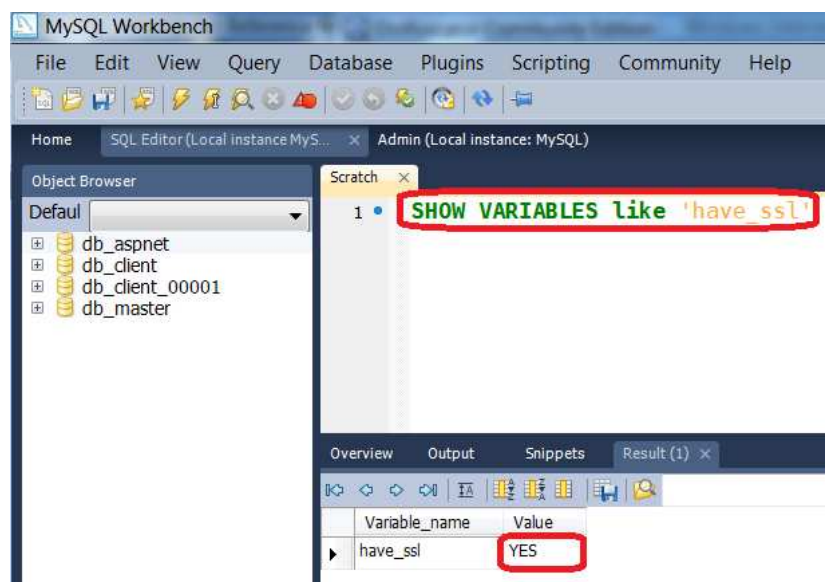 MySQL Workbench
File Edit View Query Database Plugins Scripting Community Help
Home SQL Editor (Local instance MyS... × Admin (Local instance: MySQL)
Object Browser
Scratch ×
Defaul
1 SHOW VARIABLES like 'have_ssl'
db_aspnet
db_client
db_client_00001
db_master
Overview Output Snippets Result (1) ×
Variable_name Value
have_ssl YES